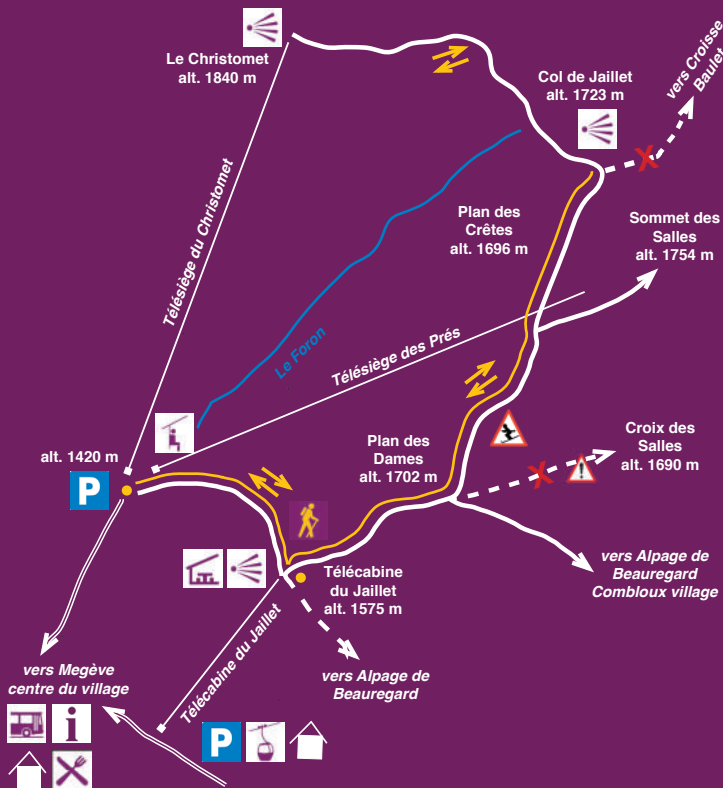 Le Christomet
alt. 1840 m
Col de Jaillet
alt. 1723 m
vers Croisse
Baulet
Télésiège du Christomet
Plan des
Crêtes
alt. 1696 m
Sommet des
Salles
alt. 1754 m
Le Foron
Télésiège des Prés
alt. 1420 m
P
Plan des
Dames
alt. 1702 m
Croix des
Salles
alt. 1690 m
Télécabine
du Jaillet
alt. 1575 m
vers Alpage de
Beauregard
Combloux village
Télécabine du Jaillet
vers Megève
centre du village
vers Alpage de
Beauregard
i
P